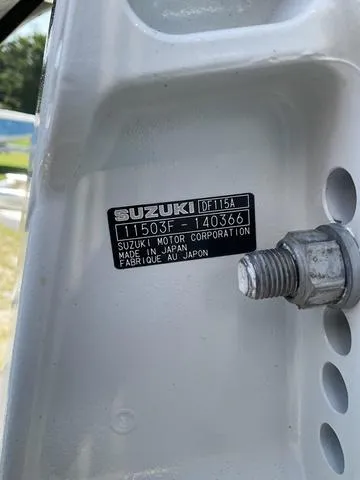 SUZUKI DF115A
11503F-140366
SUZUKI MOTOR CORPORATION
MADE IN JAPAN
FABRIQUE AU JAPON